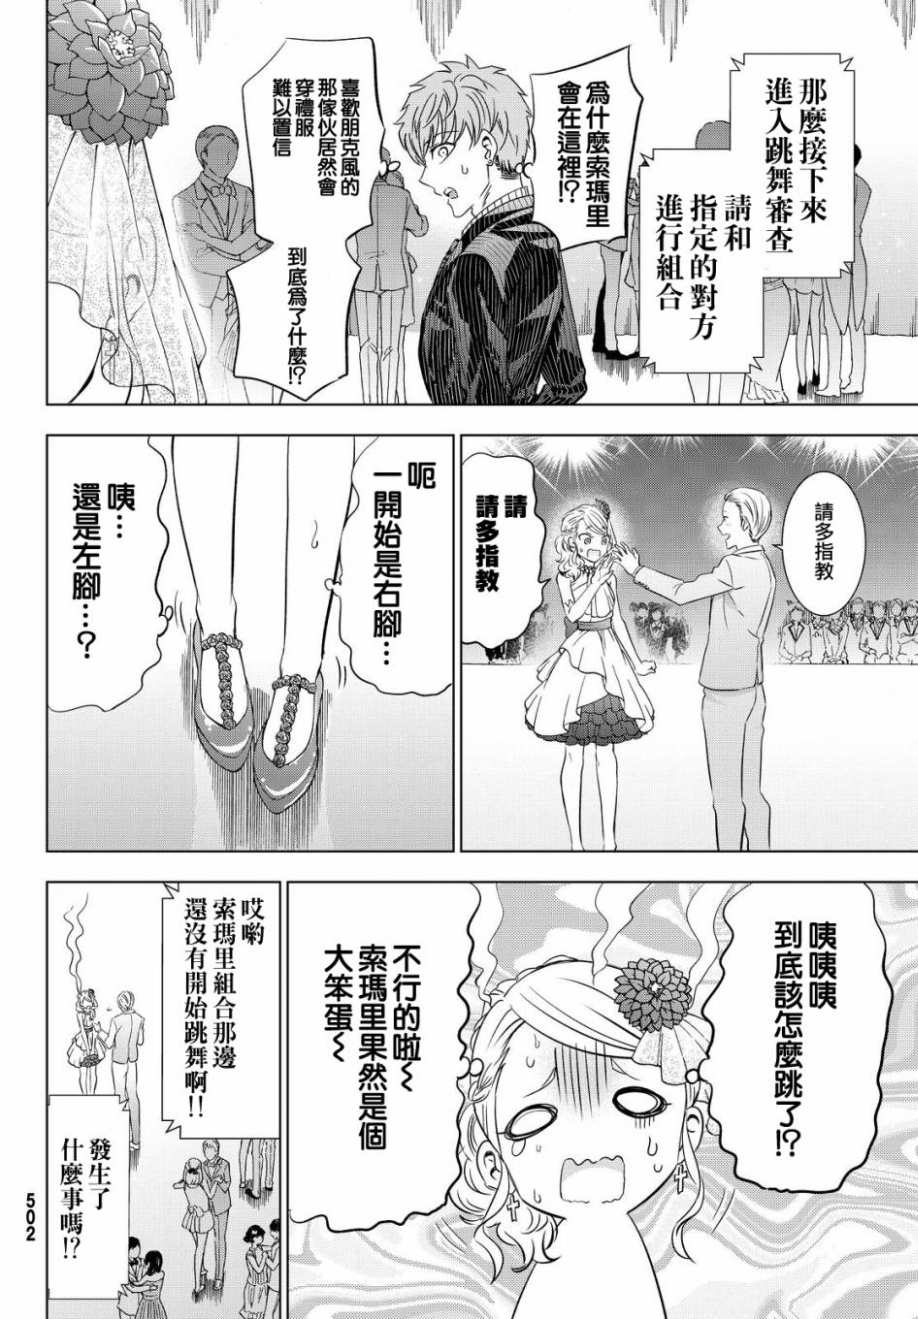 那麼接下來
進入跳舞審查
請和
指定的對方
進行組合
為什麼索瑪里
會在這裡!?
喜歡朋克風的
那傢伙居然會
穿禮服
難以置信
到底為了什麼!?
請多指教
請、
請多指教
呃
一開始是右腳…
咦…
還是左腳…?
咦咦咦
到底該怎麼跳了!?
不行的啦~
索瑪里果然是個
大笨蛋~
哎喲
索瑪里組合那邊
還沒有開始跳舞啊!!
發生了
什麼事嗎!?
502